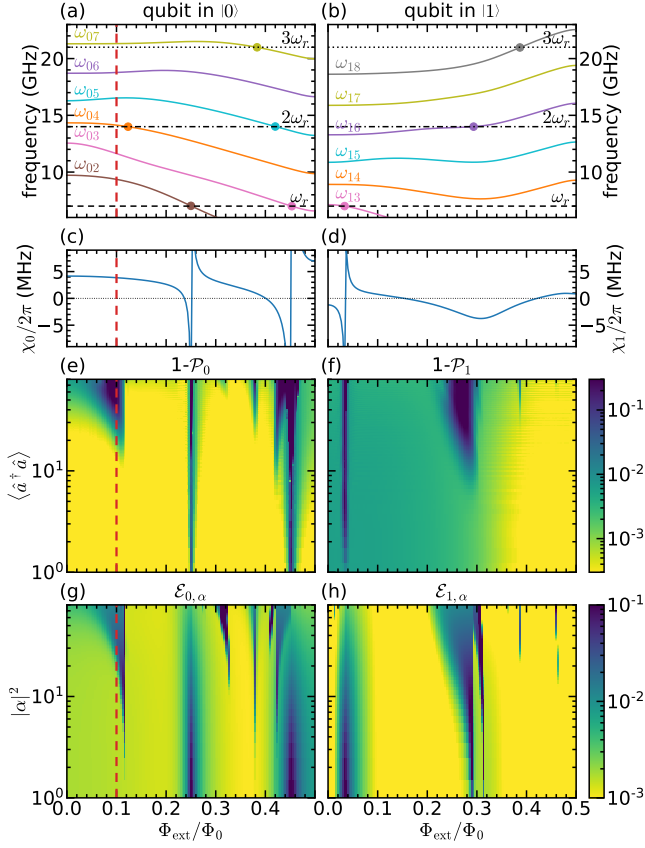 (a) qubit in |0⟩
(b) qubit in |1⟩
frequency (GHz)
20
15
10
ω07
ω06
ω05
ω04
ω03
ω02
3ωr
2ωr
ωr
ω18
ω17
ω16
ω15
ω14
ω13
3ωr
2ωr
ωr
20
15
10
frequency (GHz)
(c)
(d)
χ0/2π (MHz)
5
0
−5
5
0
−5
χ1/2π (MHz)
(e) 1-𝒫0
(f) 1-𝒫1
⟨â†â⟩
10^1
10^0
10^-1
10^-2
10^-3
(g) ℰ0,α
(h) ℰ1,α
|α|^2
10^1
10^0
10^-1
10^-2
10^-3
0.0 0.1 0.2 0.3 0.4
0.0 0.1 0.2 0.3 0.4 0.5
Φext/Φ0
Φext/Φ0